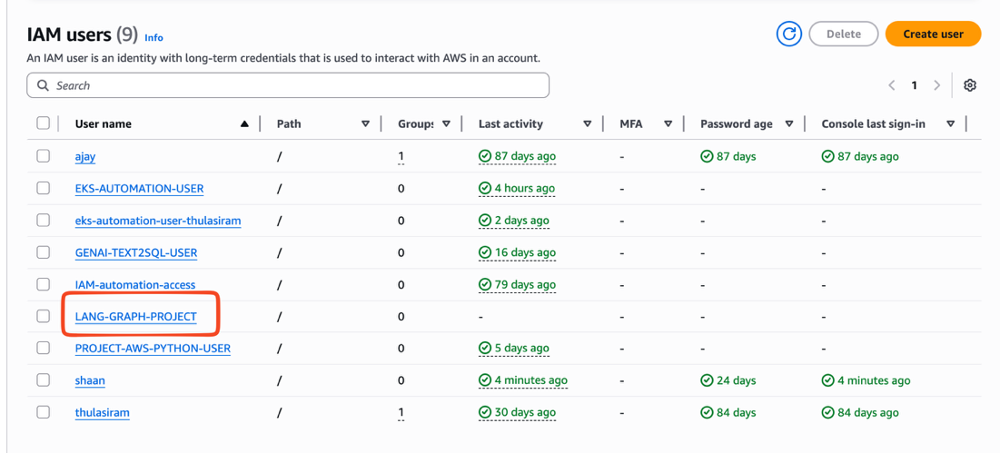 IAM users (9) Info
Delete
Create user
An IAM user is an identity with long-term credentials that is used to interact with AWS in an account.
Search
1
User name Path Groups Last activity MFA Password age Console last sign-in
ajay / 1 87 days ago - 87 days 87 days ago
EKS-AUTOMATION-USER / 0 4 hours ago - - -
eks-automation-user-thulasiram / 0 2 days ago - - -
GENAI-TEXT2SQL-USER / 0 16 days ago - - -
IAM-automation-access / 0 79 days ago - - -
LANG-GRAPH-PROJECT / 0 - - - -
PROJECT-AWS-PYTHON-USER / 0 5 days ago - - -
shaan / 0 4 minutes ago - 24 days 4 minutes ago
thulasiram / 1 30 days ago - 84 days 84 days ago